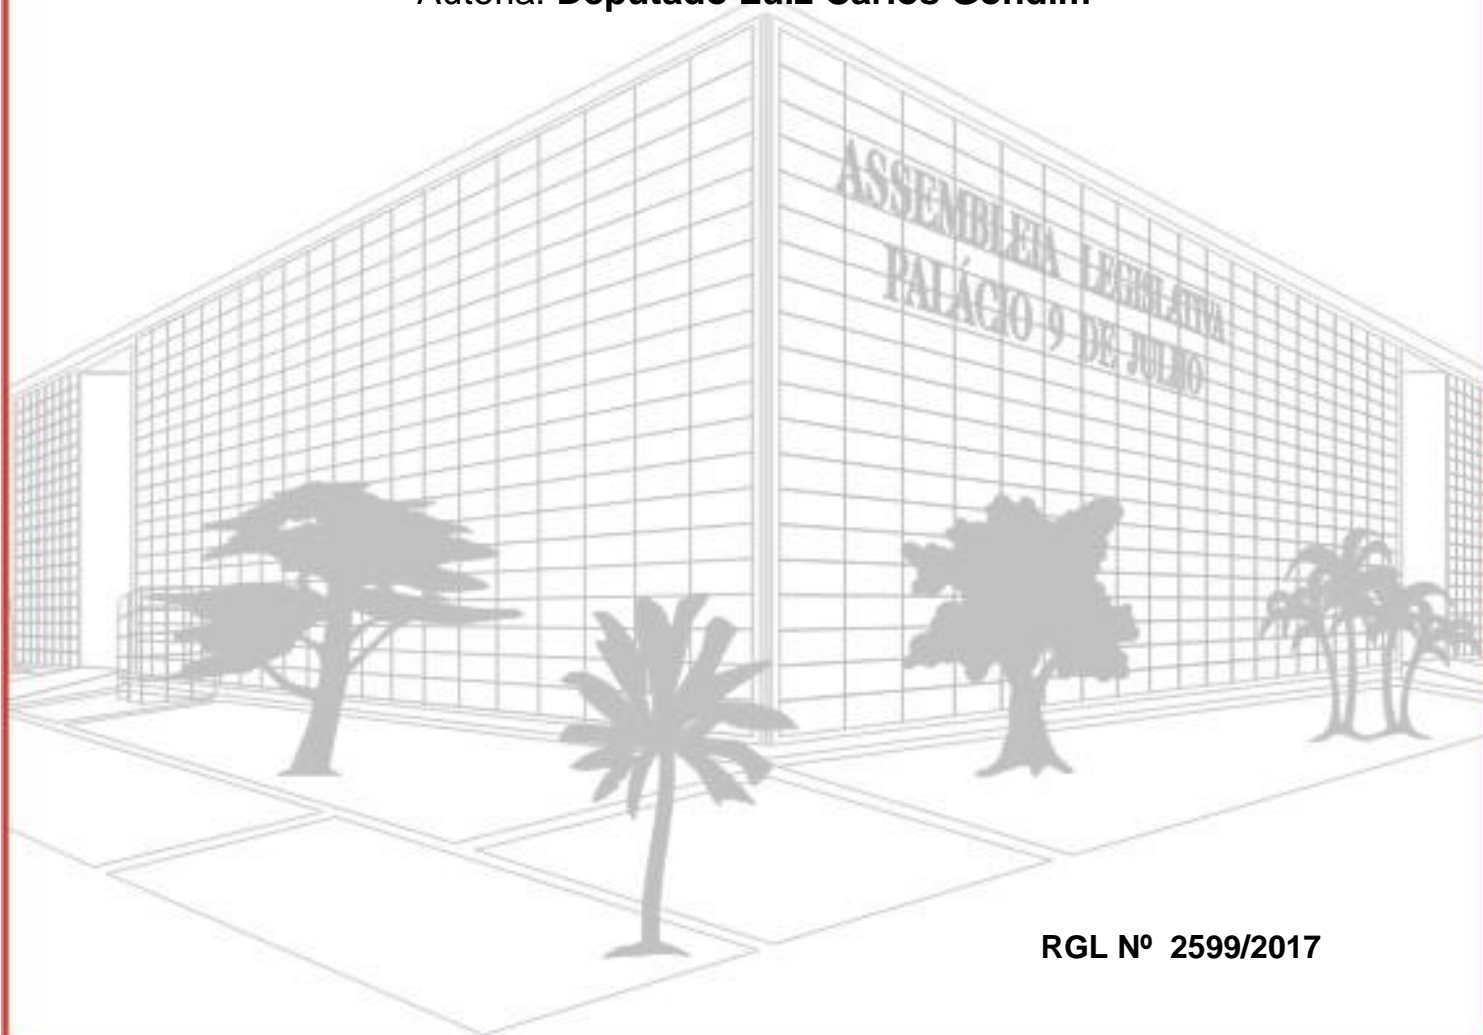 Autoria: Deputado Luiz Carlos Gondim
ASSEMBLEIA LEGISLATIVA
PALÁCIO 9 DE JULHO
RGL Nº 2599/2017